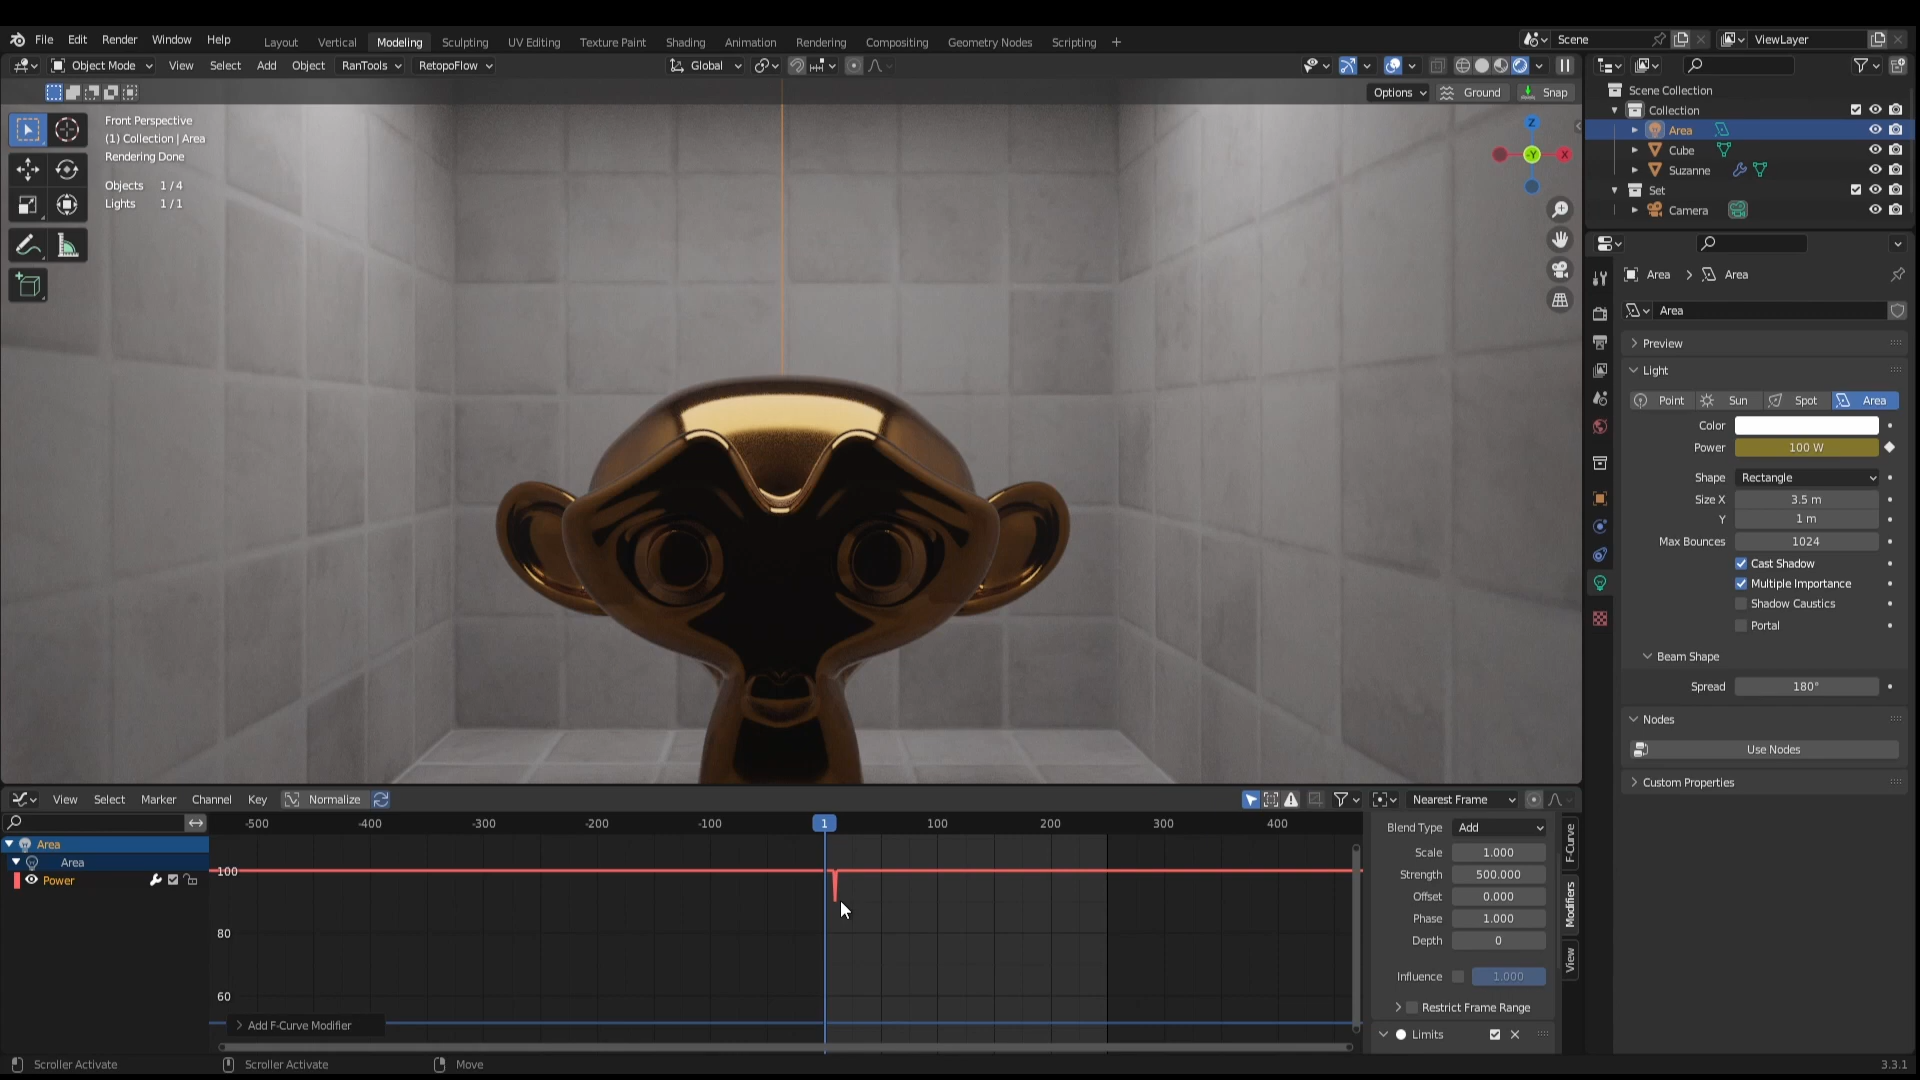 File Edit Render Window Help Layout Vertical Modeling Sculpting UV Editing Texture Paint Shading Animation Rendering Compositing Geometry Nodes Scripting + Scene ViewLayer
Object Mode View Select Add Object RanTools RetopoFlow Global
Options Ground Snap
Front Perspective
(1) Collection | Area
Rendering Done
Objects 1 / 4
Lights 1 / 1
Z
-Y
X
Scene Collection
Collection
Area
Cube
Suzanne
Set
Camera
Area > Area
Area
Preview
Light
Point Sun Spot Area
Color
Power 100 W
Shape Rectangle
Size X 3.5 m
Y 1 m
Max Bounces 1024
Cast Shadow
Multiple Importance
Shadow Caustics
Portal
Beam Shape
Spread 180°
Nodes
Use Nodes
Custom Properties
View Select Marker Channel Key Normalize Nearest Frame
-500 -400 -300 -200 -100 1 100 200 300 400
Area
Area
Power
100
80
60
Add F-Curve Modifier
Blend Type Add
Scale 1.000
Strength 500.000
Offset 0.000
Phase 1.000
Depth 0
Influence 1.000
Restrict Frame Range
Limits
F-Curve
Modifiers
View
Scroller Activate Scroller Activate Move 3.3.1